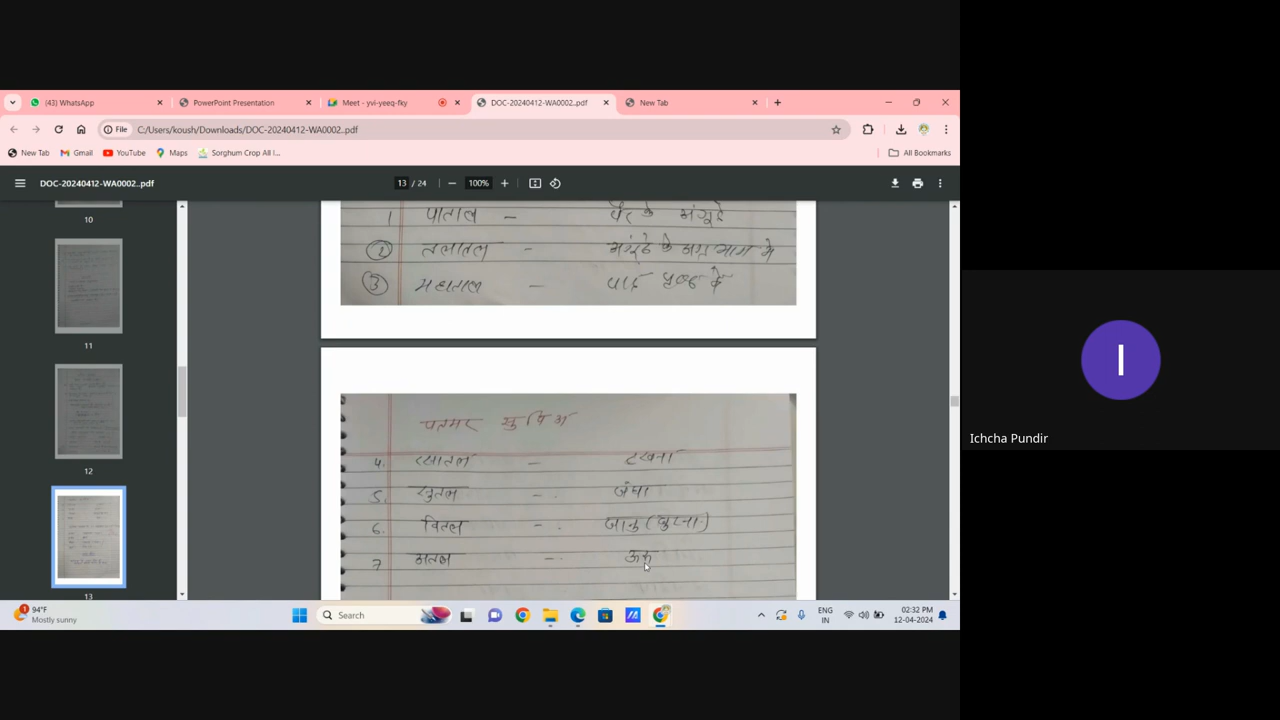 (43) WhatsApp
PowerPoint Presentation
Meet - yvi-yeeq-fky
DOC-20240412-WA0002..pdf
New Tab
File C:/Users/koush/Downloads/DOC-20240412-WA0002..pdf
New Tab
Gmail
YouTube
Maps
Sorghum Crop All I...
All Bookmarks
DOC-20240412-WA0002..pdf
13 / 24
100%
10
11
12
13
1 पाताल - पैर के अंगूठे
2 तलातल - अंगूठे के अग्र भाग मे
3 महातल - पाद पृष्ठ के
4. रसातल - टखना
5. सुतल - जंघा
6. वितल - जानु (घुटना)
7 अतल - ऊरू
Ichcha Pundir
I
94°F
Mostly sunny
Search
ENG
IN
02:32 PM
12-04-2024